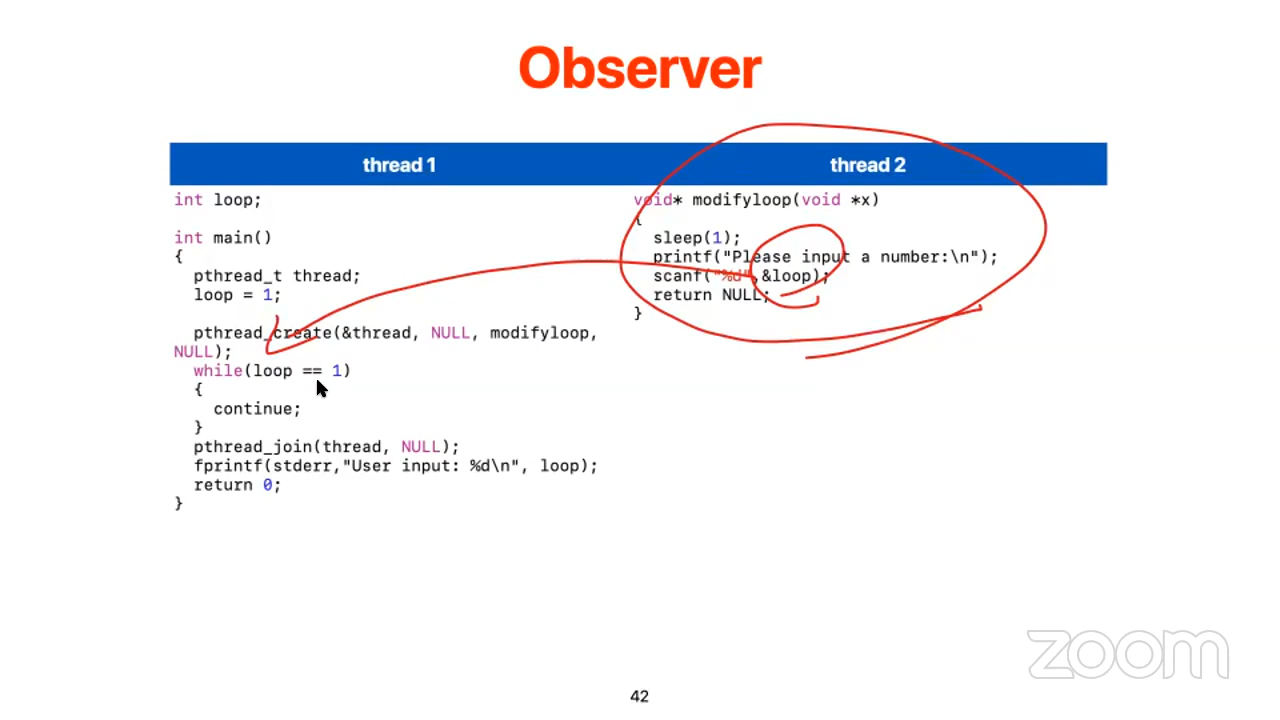 Observer
thread 1
thread 2
int loop;
int main()
{
pthread_t thread;
loop = 1;
pthread_create(&thread, NULL, modifyloop,
NULL);
while(loop == 1)
{
continue;
}
pthread_join(thread, NULL);
fprintf(stderr,"User input: %d\n", loop);
return 0;
}
void* modifyloop(void *x)
{
sleep(1);
printf("Please input a number:\n");
scanf("%d",&loop);
return NULL;
}
zoom
42